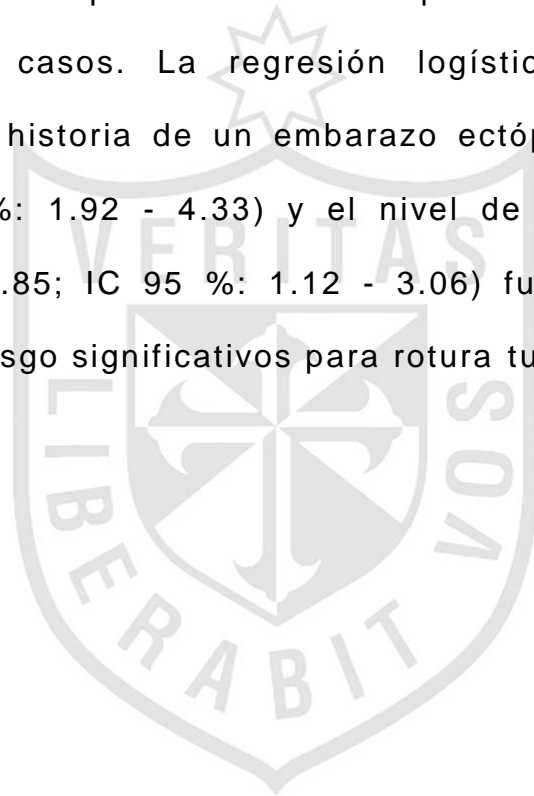 casos. La regresión logístic
historia de un embarazo ectóp
%: 1.92 - 4.33) y el nivel de
.85; IC 95 %: 1.12 - 3.06) fu
sgo significativos para rotura tu
VERITAS
LIBERABIT VOS